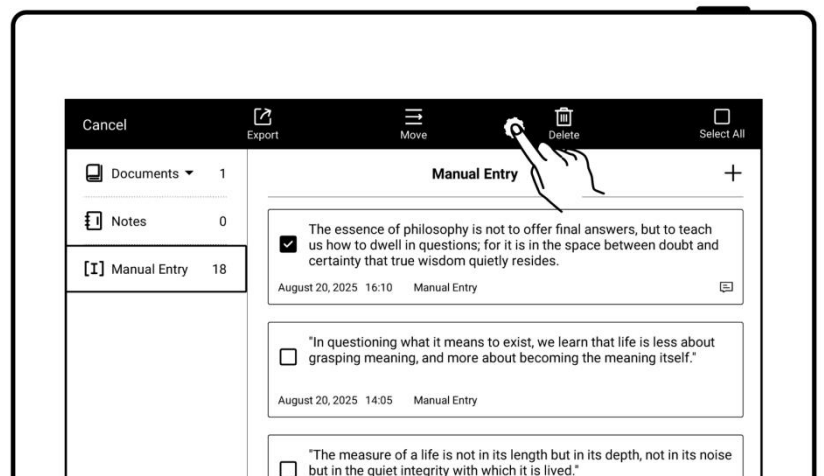 Cancel
Export
Move
Delete
Select All
Documents 1
Notes 0
Manual Entry 18
Manual Entry
The essence of philosophy is not to offer final answers, but to teach
us how to dwell in questions; for it is in the space between doubt and
certainty that true wisdom quietly resides.
August 20, 2025 16:10 Manual Entry
"In questioning what it means to exist, we learn that life is less about
grasping meaning, and more about becoming the meaning itself."
August 20, 2025 14:05 Manual Entry
"The measure of a life is not in its length but in its depth, not in its noise
but in the quiet integrity with which it is lived."